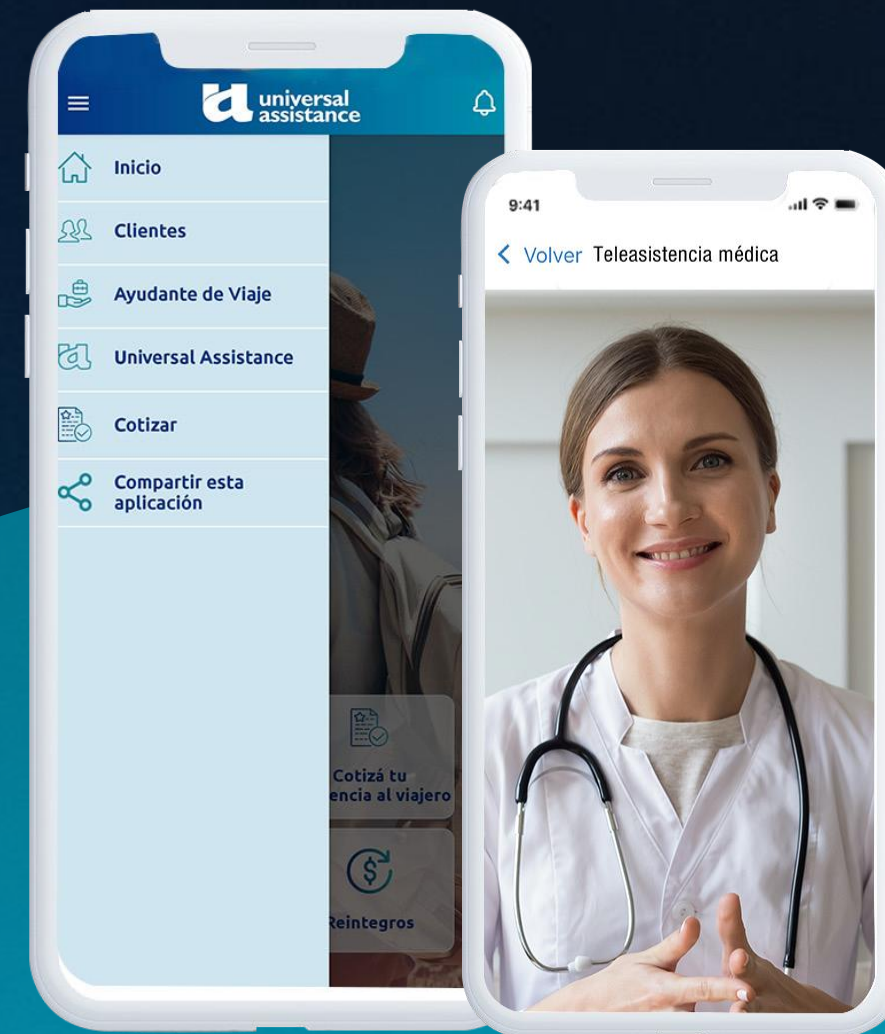 universal
assistance
Inicio
Clientes
Ayudante de Viaje
Universal Assistance
Cotizar
Compartir esta
aplicación
Cotizá tu
encia al viajero
Reintegros
9:41
Volver Teleasistencia médica